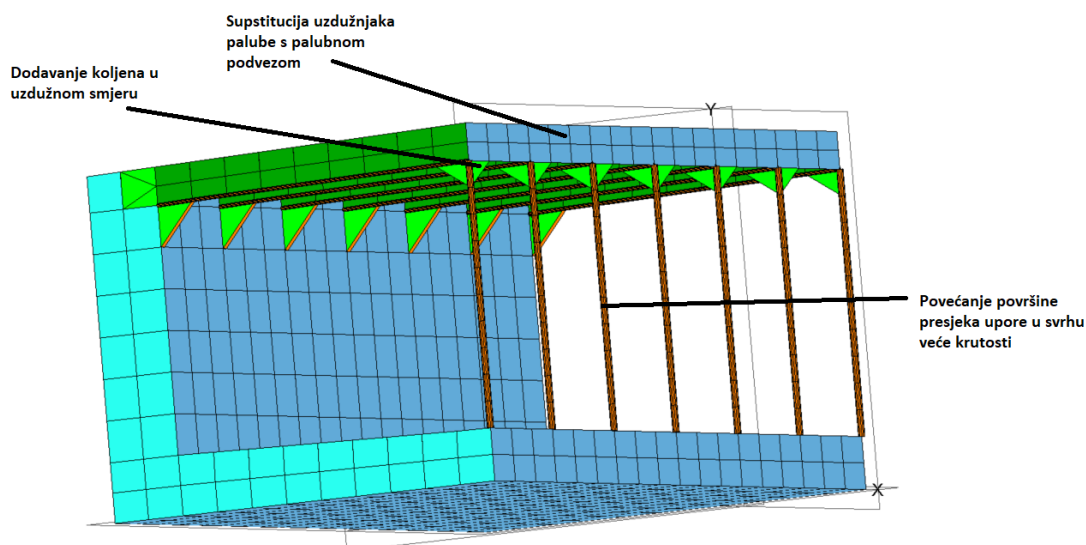 Supstitucija uzdužnjaka
palube s palubnom
podvezom
Dodavanje koljena u
uzdužnom smjeru
Y
Povećanje površine
presjeka upore u svrhu
veće krutosti
X